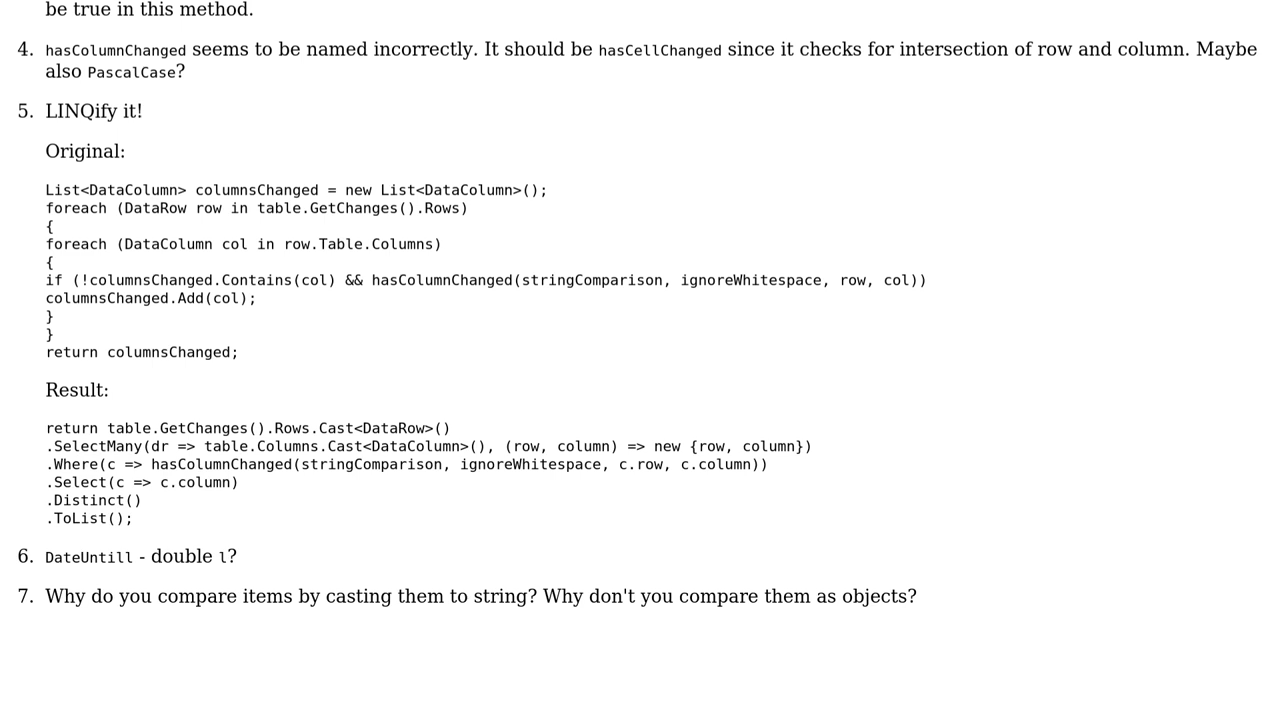 be true in this method.
4. hasColumnChanged seems to be named incorrectly. It should be hasCellChanged since it checks for intersection of row and column. Maybe
also PascalCase?
5. LINQify it!
Original:
List<DataColumn> columnsChanged = new List<DataColumn>();
foreach (DataRow row in table.GetChanges().Rows)
{
foreach (DataColumn col in row.Table.Columns)
{
if (!columnsChanged.Contains(col) && hasColumnChanged(stringComparison, ignoreWhitespace, row, col))
columnsChanged.Add(col);
}
}
return columnsChanged;
Result:
return table.GetChanges().Rows.Cast<DataRow>()
.SelectMany(dr => table.Columns.Cast<DataColumn>(), (row, column) => new {row, column})
.Where(c => hasColumnChanged(stringComparison, ignoreWhitespace, c.row, c.column))
.Select(c => c.column)
.Distinct()
.ToList();
6. DateUntill - double l?
7. Why do you compare items by casting them to string? Why don't you compare them as objects?